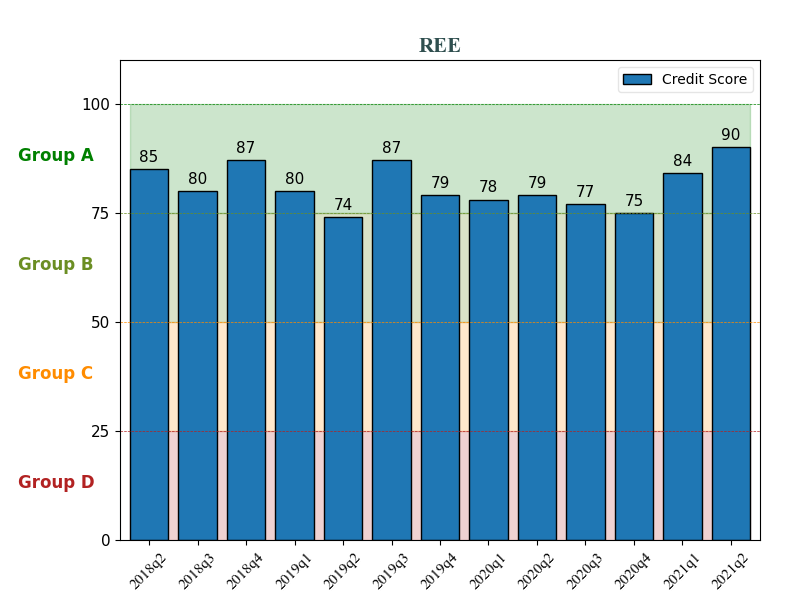 REE
Credit Score
100
75
50
25
0
Group A
Group B
Group C
Group D
85
80
87
80
74
87
79
78
79
77
75
84
90
2018q2
2018q3
2018q4
2019q1
2019q2
2019q3
2019q4
2020q1
2020q2
2020q3
2020q4
2021q1
2021q2